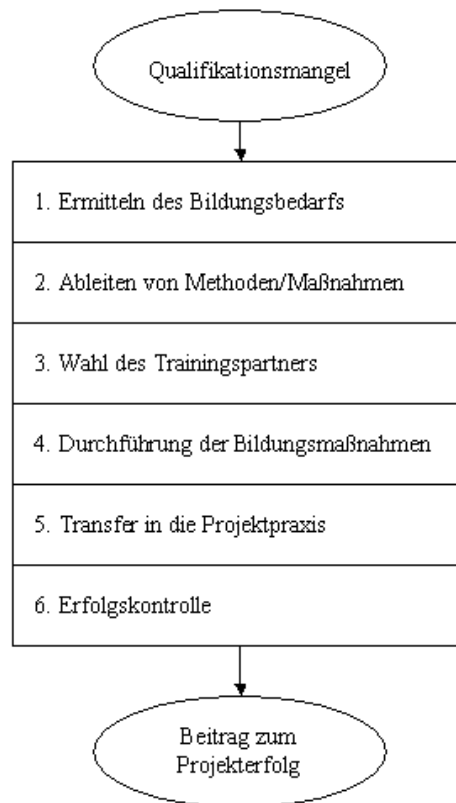 Qualifikationsmangel
1. Ermitteln des Bildungsbedarfs
2. Ableiten von Methoden/Maßnahmen
3. Wahl des Trainingspartners
4. Durchführung der Bildungsmaßnahmen
5. Transfer in die Projektpraxis
6. Erfolgskontrolle
Beitrag zum
Projekterfolg